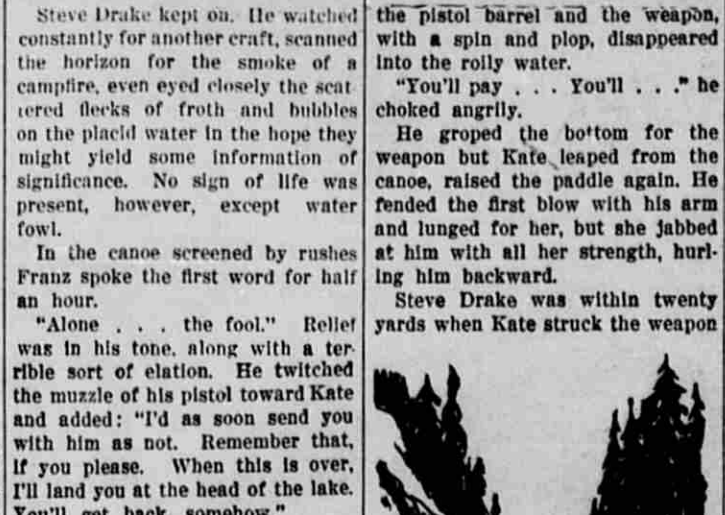 Steve Drake kept on. He watched
constantly for another craft, scanned
the horizon for the smoke of a
campfire, even eyed closely the scat
tered flecks of froth and bubbles
on the placid water in the hope they
might yield some information of
significance. No sign of life was
present, however, except water
fowl.
In the canoe screened by rushes
Franz spoke the first word for half
an hour.
"Alone . . . the fool." Relief
was in his tone, along with a ter-
rible sort of elation. He twitched
the muzzle of his pistol toward Kate
and added: "I'd as soon send you
with him as not. Remember that,
if you please. When this is over,
I'll land you at the head of the lake.
You'll get back, somehow."
the pistol barrel and the weapon,
with a spin and plop, disappeared
into the roily water.
"You'll pay . . . You'll . . ." he
choked angrily.
He groped the bottom for the
weapon but Kate leaped from the
canoe, raised the paddle again. He
fended the first blow with his arm
and lunged for her, but she jabbed
at him with all her strength, hurl-
ing him backward.
Steve Drake was within twenty
yards when Kate struck the weapon